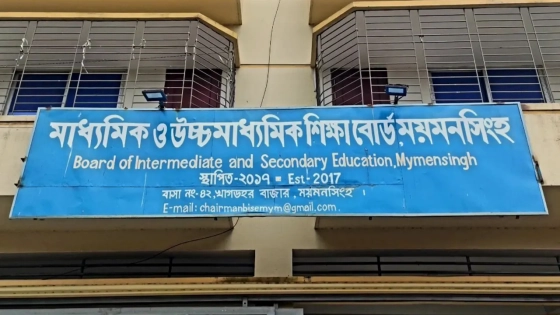 মাধ্যমিক ও উচ্চমাধ্যমিক শিক্ষা বোর্ড, ময়মনসিংহ
Board of Intermediate and Secondary Education, Mymensingh
স্থাপিত-২০১৭ ▪ Est- 2017
বাসা নং-৪২, আগডহর বাজার, ময়মনসিংহ ।
E-mail: chairmanbisemym@gmail.com.